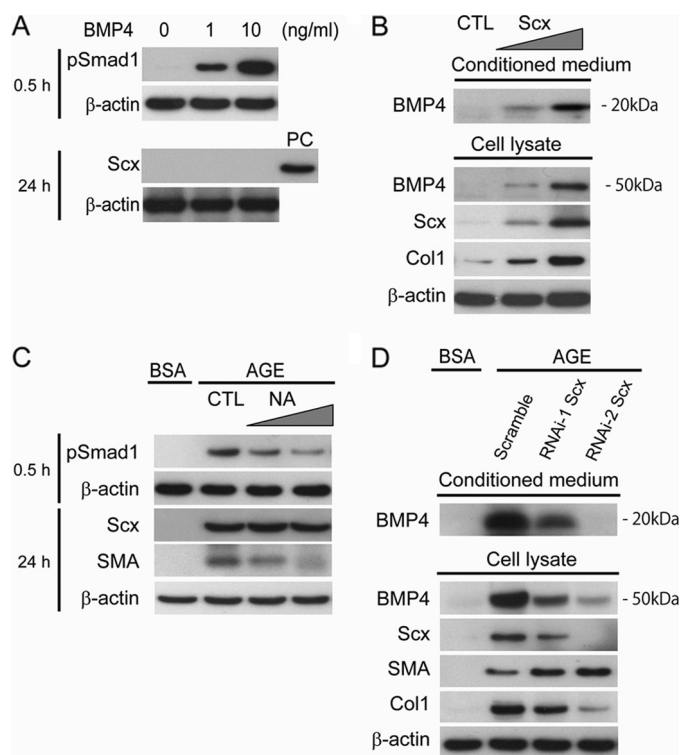 A
BMP4 0 1 10 (ng/ml)
pSmad1
0.5 h
β-actin
PC
Scx
24 h
β-actin
B
CTL Scx
Conditioned medium
BMP4 - 20kDa
Cell lysate
BMP4 - 50kDa
Scx
Col1
β-actin
C
BSA AGE
CTL NA
pSmad1
0.5 h
β-actin
Scx
24 h
SMA
β-actin
D
BSA AGE
Scramble RNAi-1 Scx RNAi-2 Scx
Conditioned medium
BMP4 - 20kDa
Cell lysate
BMP4 - 50kDa
Scx
SMA
Col1
β-actin